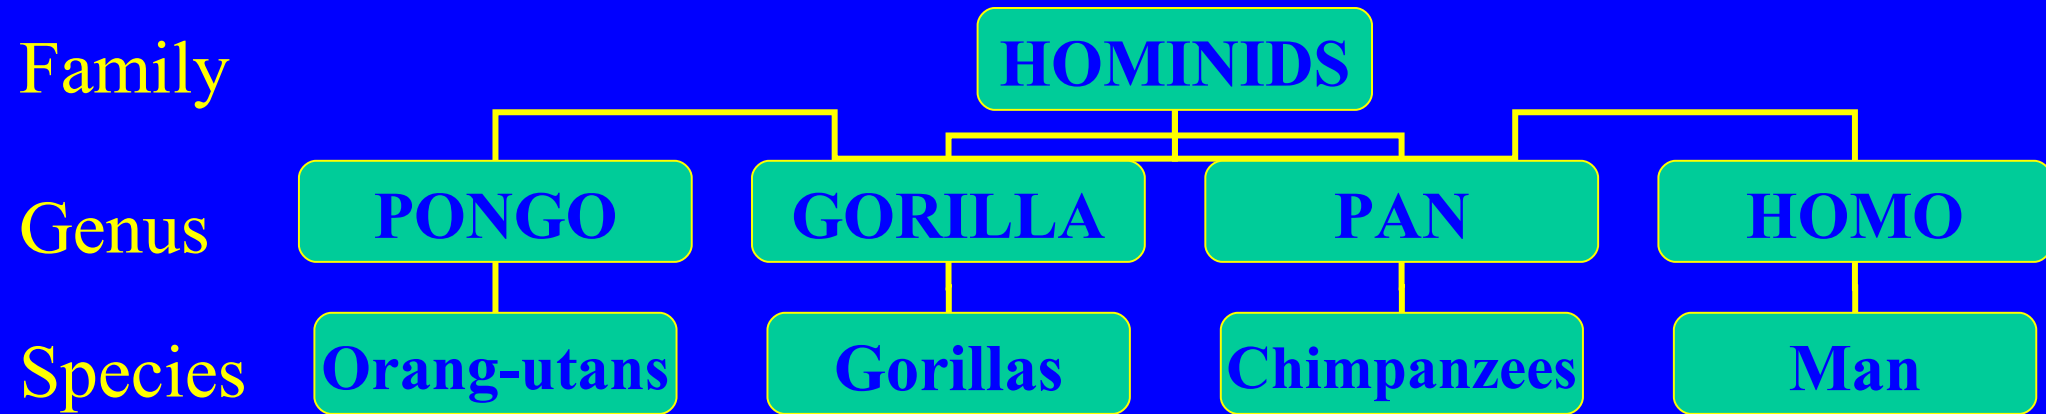 Family HOMINIDS
Genus PONGO GORILLA PAN HOMO
Species Orang-utans Gorillas Chimpanzees Man